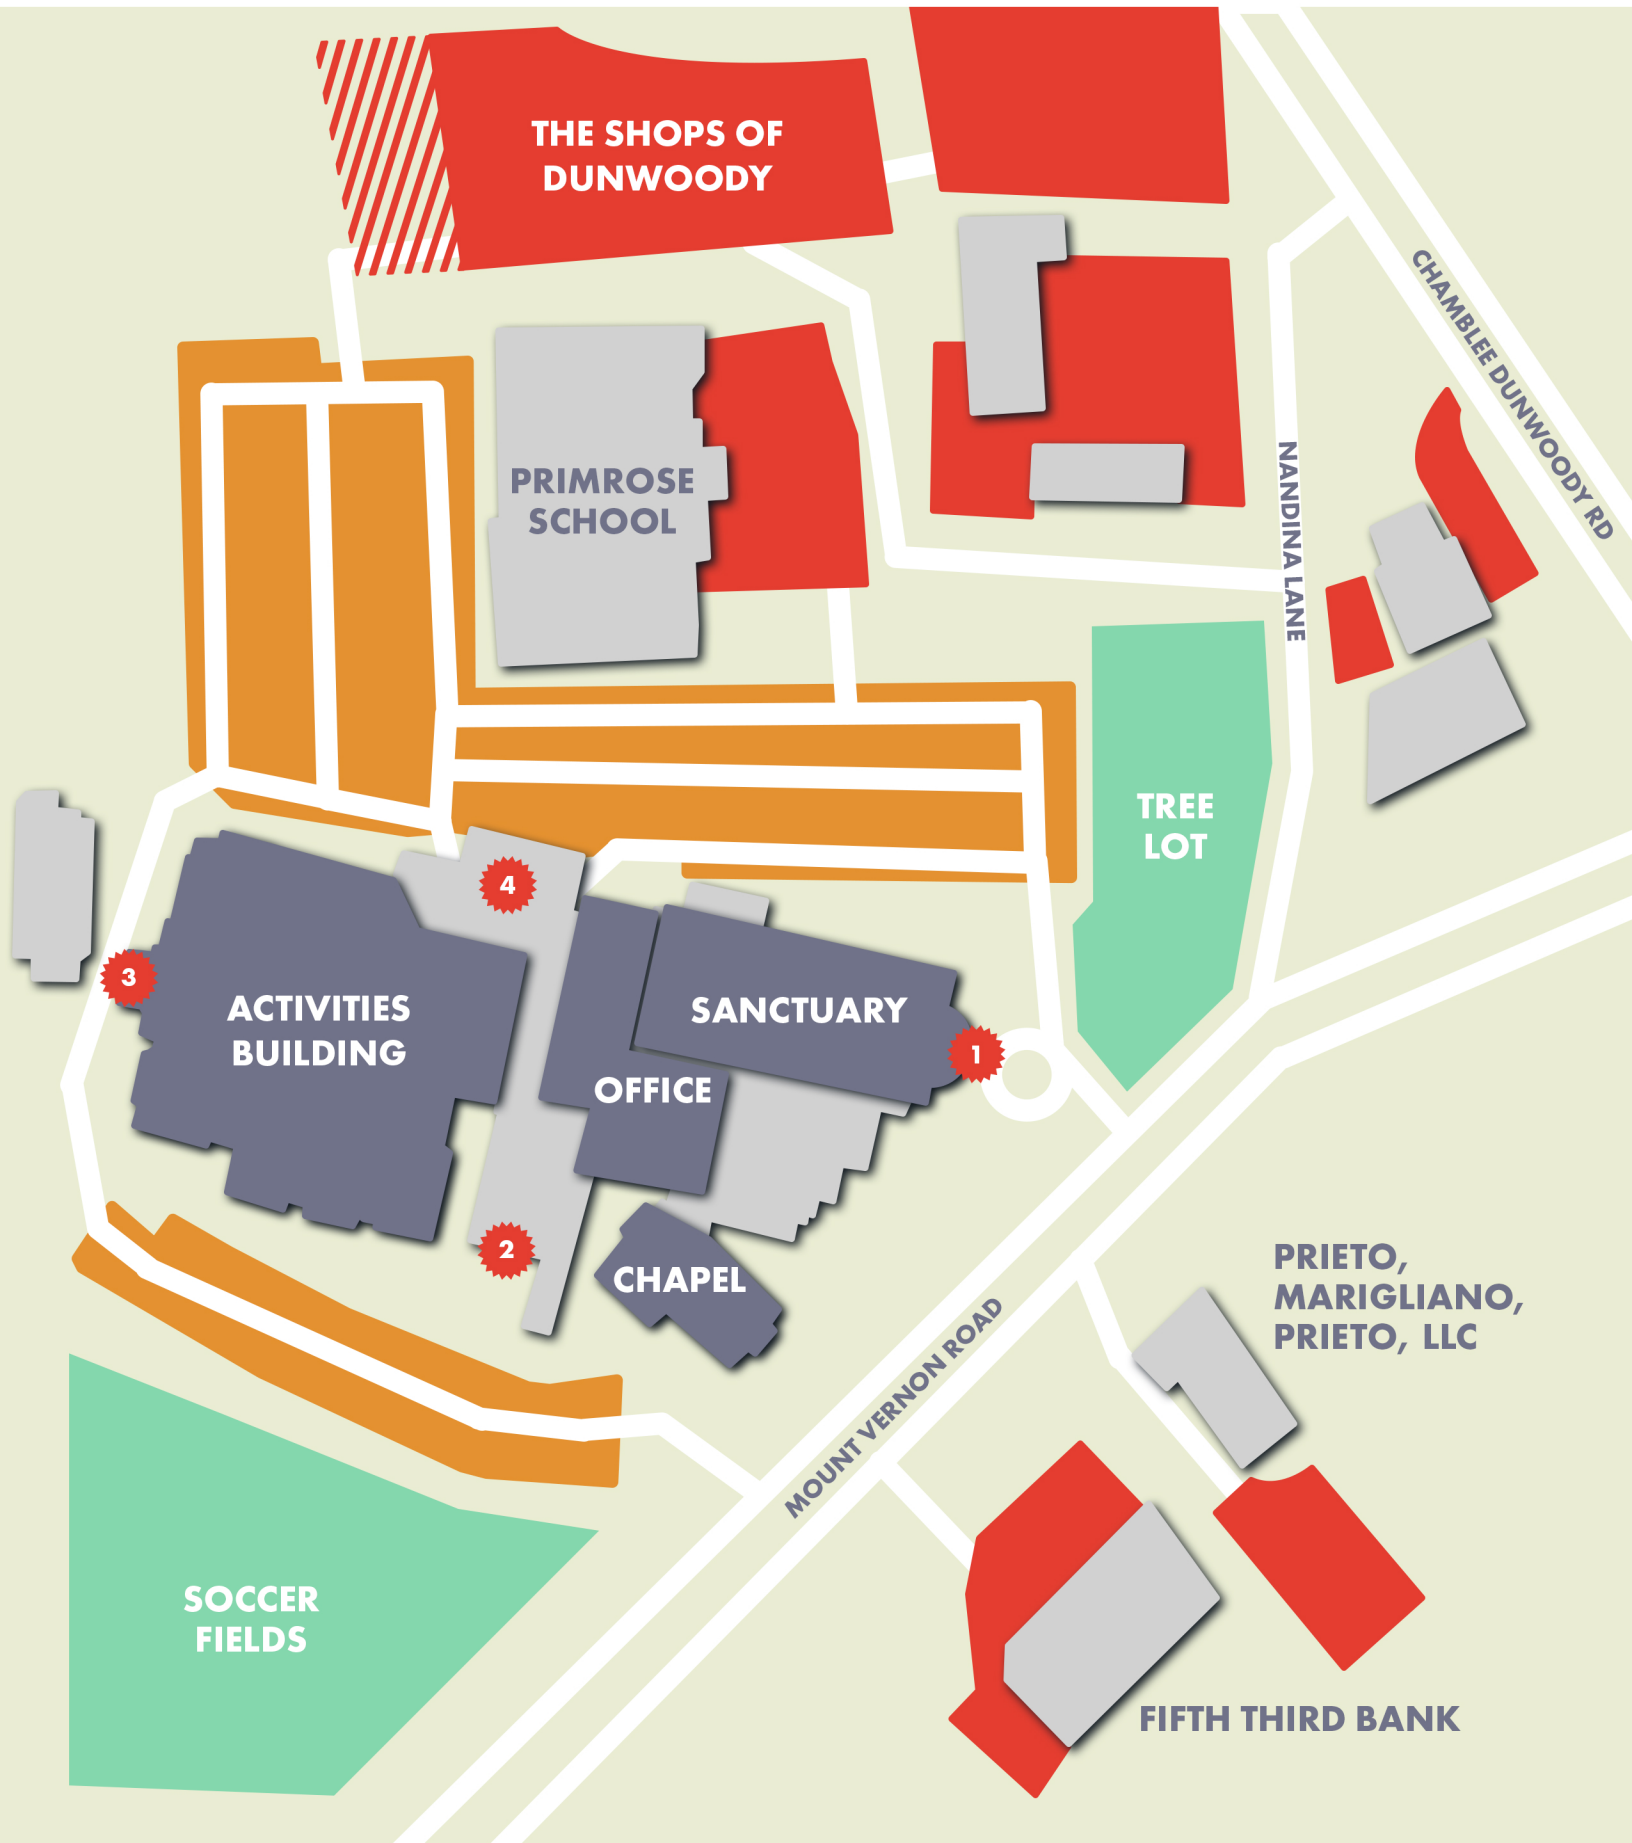 THE SHOPS OF
DUNWOODY
CHAMBLEE DUNWOODY RD
NANDINA LANE
PRIMROSE
SCHOOL
TREE
LOT
4
3
ACTIVITIES
BUILDING
SANCTUARY
1
OFFICE
2
CHAPEL
MOUNT VERNON ROAD
PRIETO,
MARIGLIANO,
PRIETO, LLC
SOCCER
FIELDS
FIFTH THIRD BANK